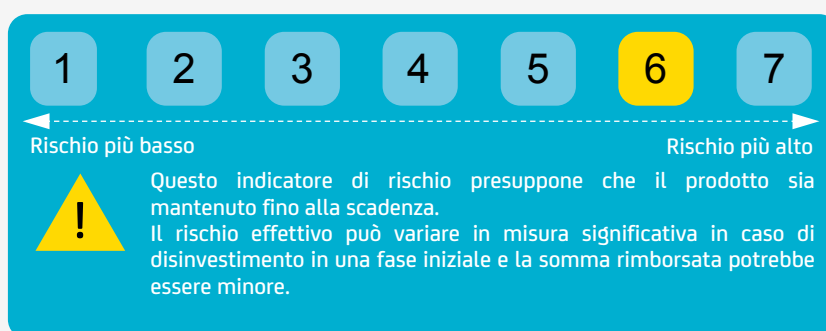 1 2 3 4 5 6 7
Rischio più basso Rischio più alto
!
Questo indicatore di rischio presuppone che il prodotto sia
mantenuto fino alla scadenza.
Il rischio effettivo può variare in misura significativa in caso di
disinvestimento in una fase iniziale e la somma rimborsata potrebbe
essere minore.